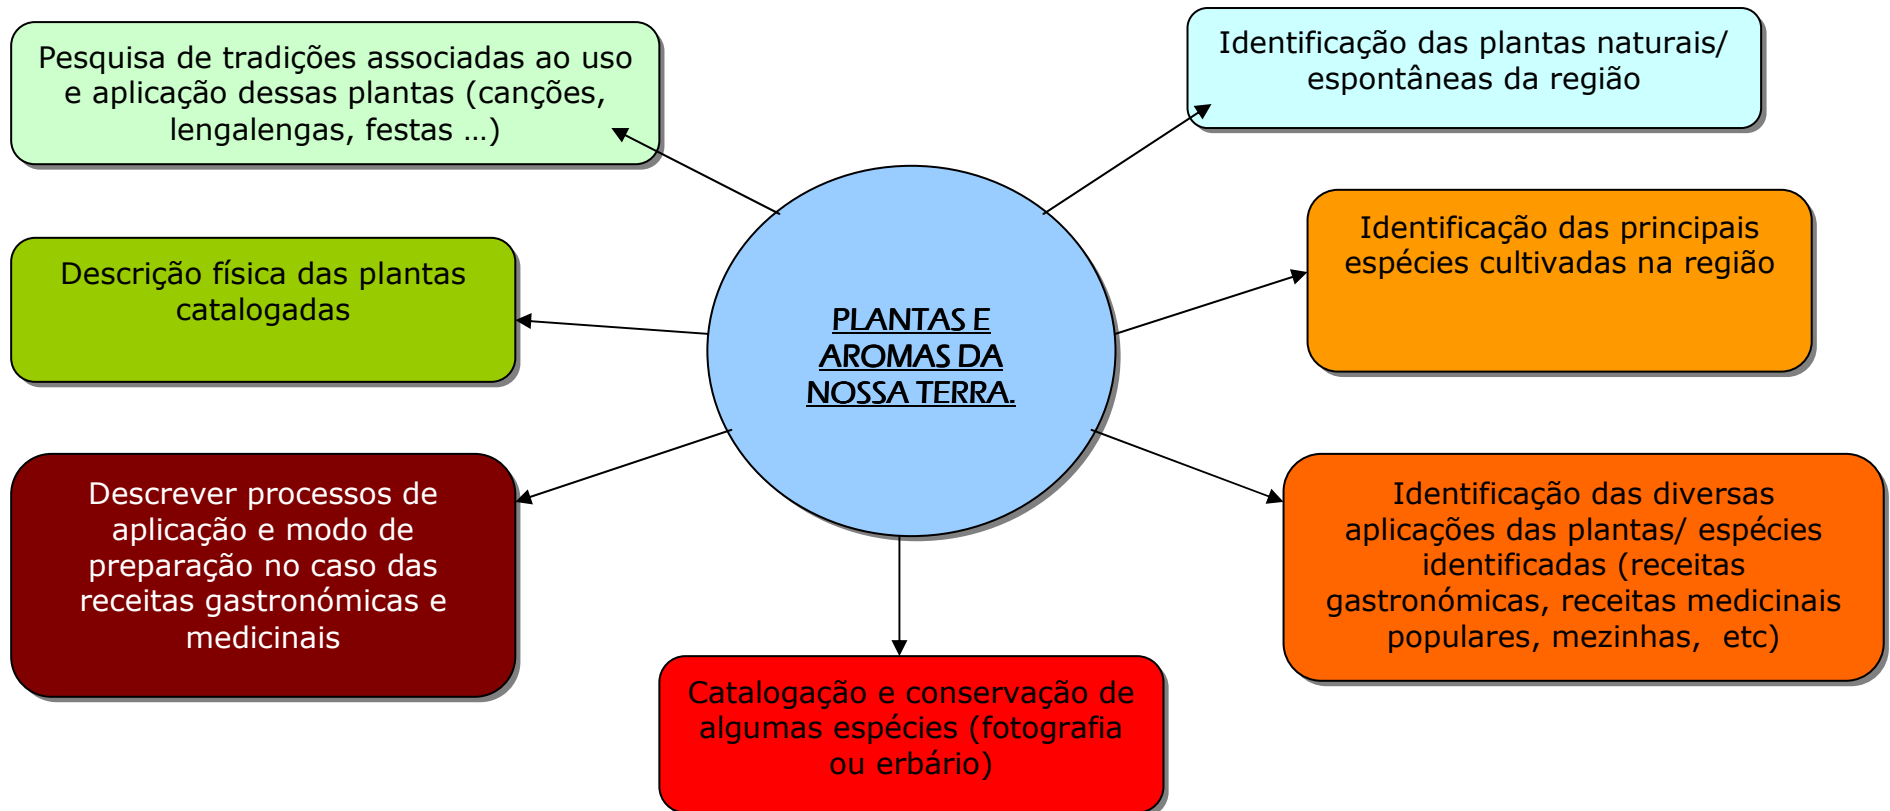 Pesquisa de tradições associadas ao uso
e aplicação dessas plantas (canções,
lengalengas, festas …)
Identificação das plantas naturais/
espontâneas da região
Descrição física das plantas
catalogadas
PLANTAS E
AROMAS DA
NOSSA TERRA.
Identificação das principais
espécies cultivadas na região
Descrever processos de
aplicação e modo de
preparação no caso das
receitas gastronómicas e
medicinais
Identificação das diversas
aplicações das plantas/ espécies
identificadas (receitas
gastronómicas, receitas medicinais
populares, mezinhas,  etc)
Catalogação e conservação de
algumas espécies (fotografia
ou erbário)